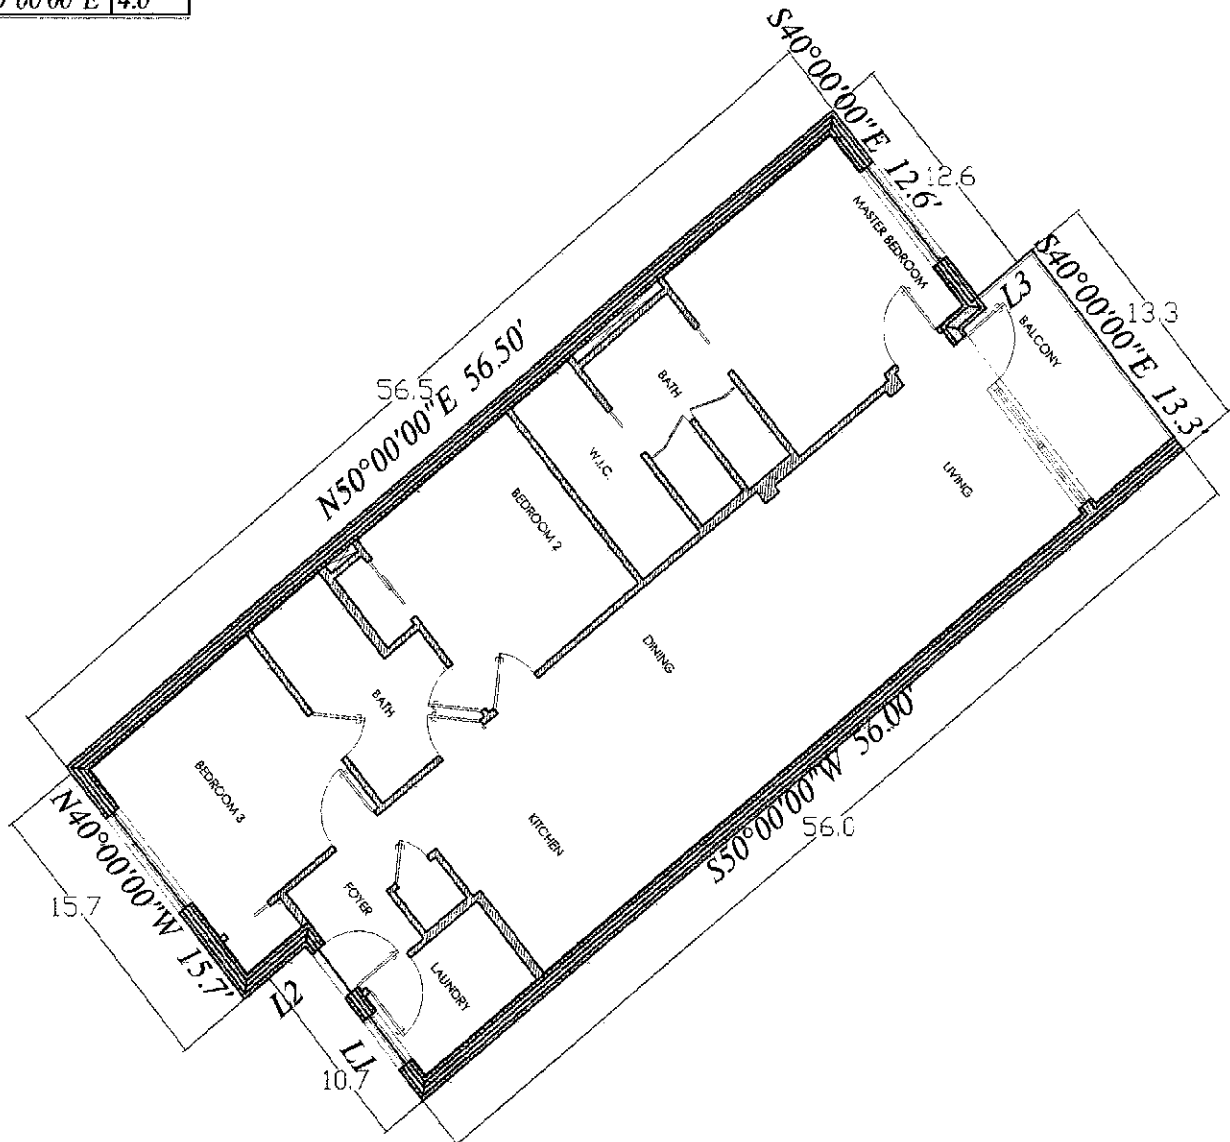 00'00"E 4.0
S40°00'00"E 12.6'
12.6
MASTER BEDROOM
S40°00'00"E 13.3'
L3
13.3
BALCONY
56.5
N50°00'00"E 56.50'
BATH
W.I.C.
BEDROOM 2
LIVING
DINING
BATH
S50°00'00"W 56.00'
56.0
BEDROOM 3
N40°00'00"W 15.7'
15.7
KITCHEN
FOYER
LAUNDRY
L2
L1
10.7